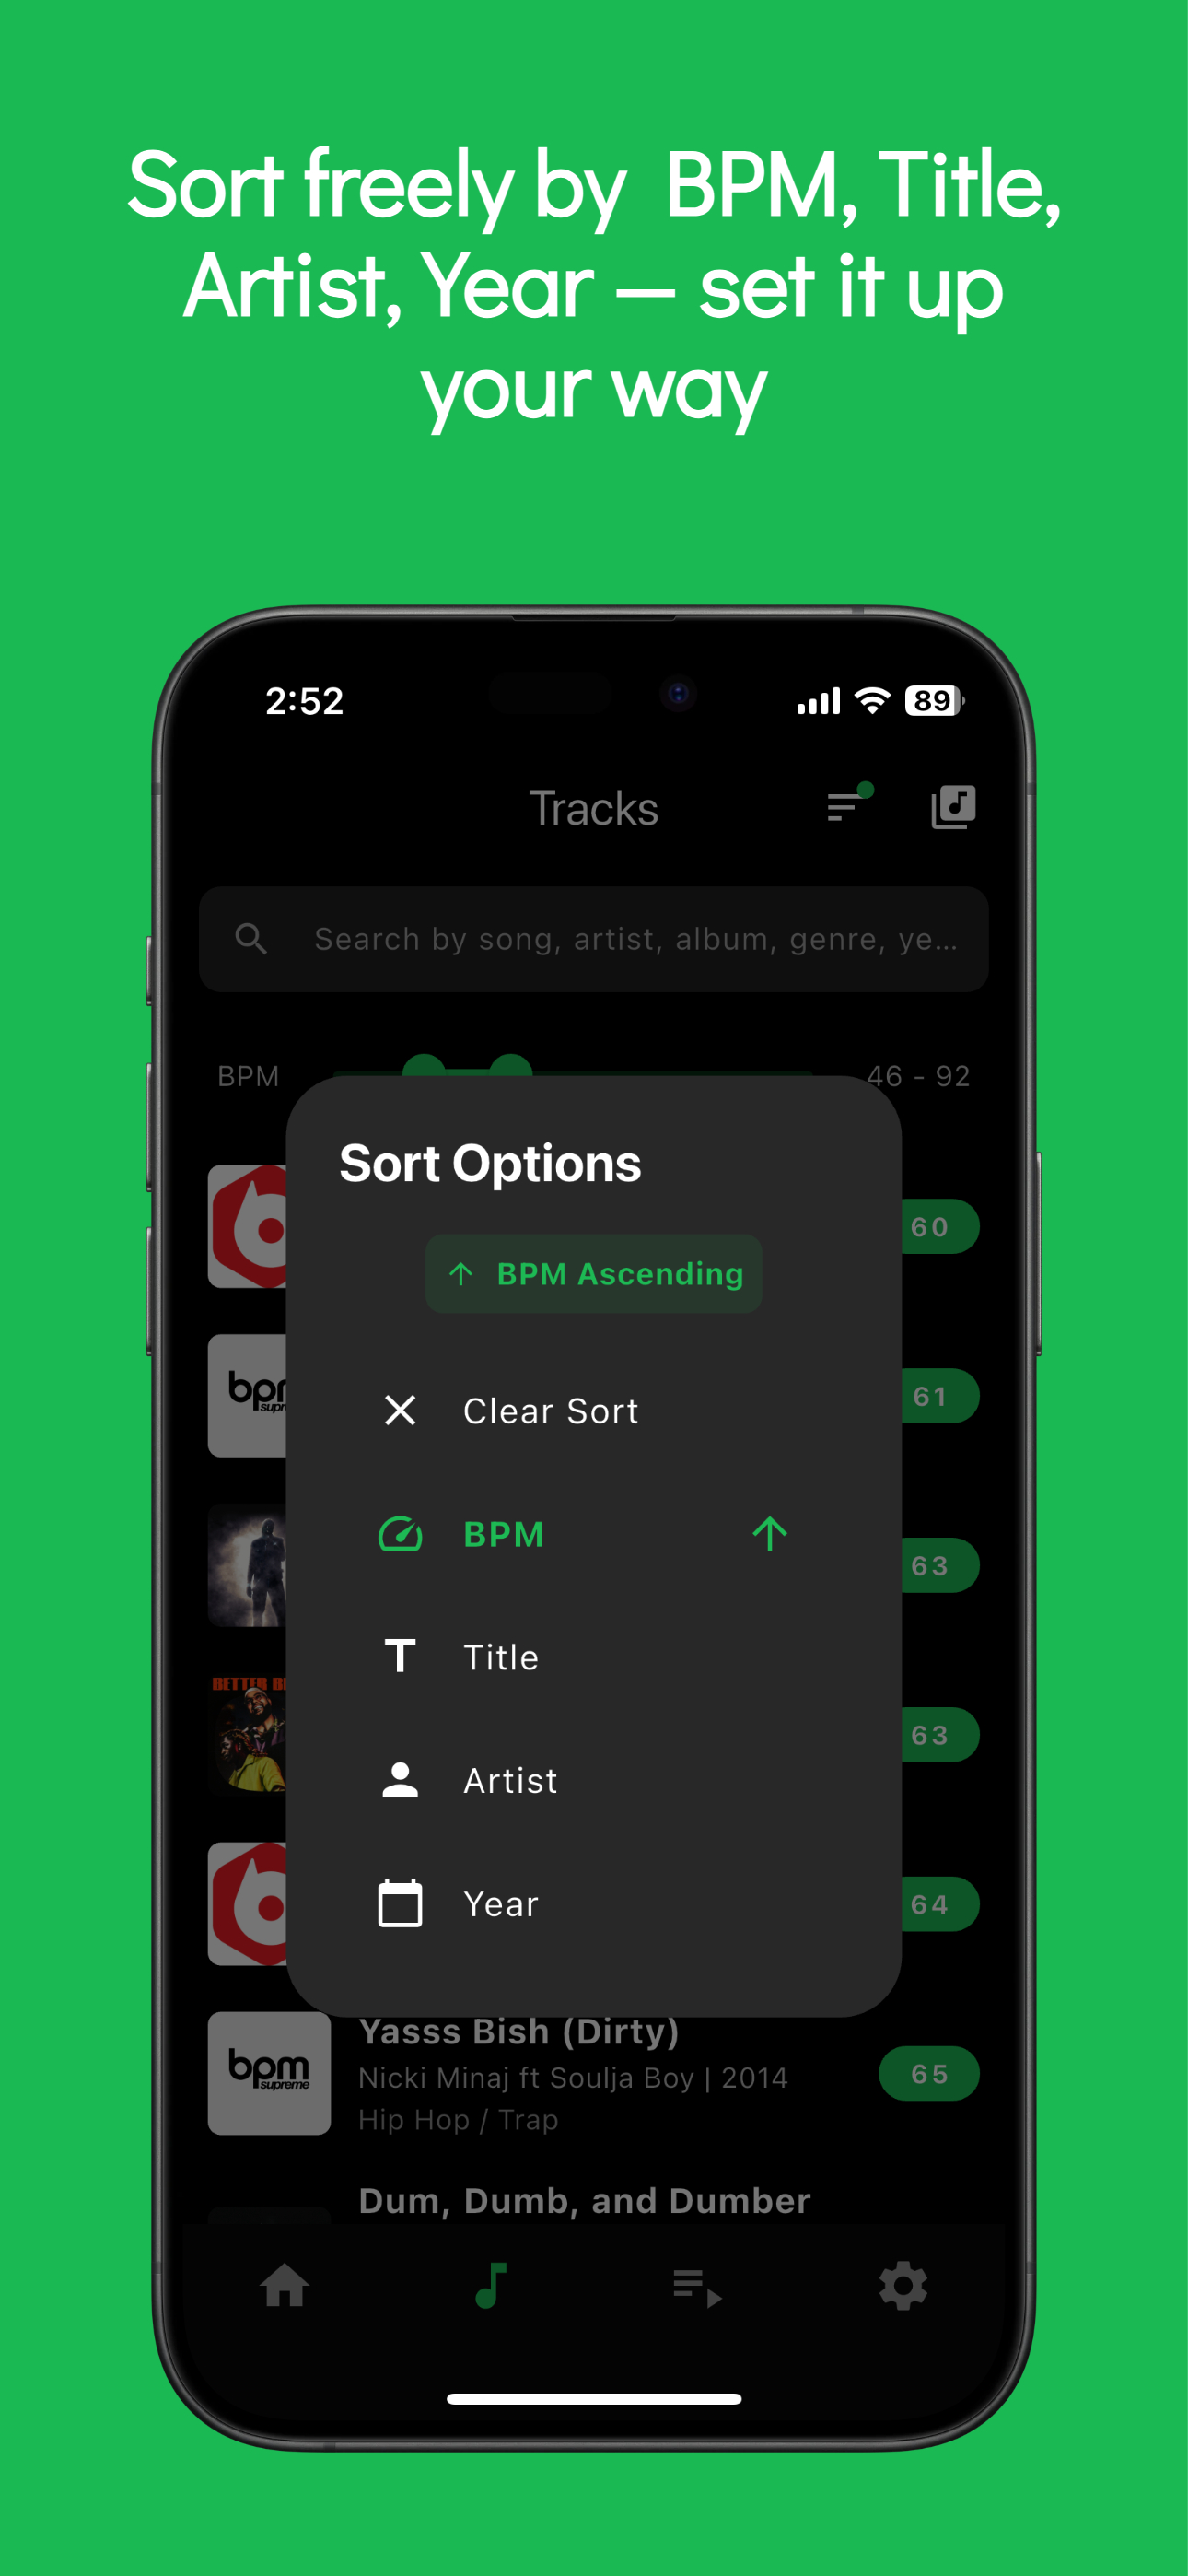 Sort freely by BPM, Title,
Artist, Year – set it up
your way
2:52
89
Tracks
Search by song, artist, album, genre, ye...
BPM
46 - 92
Sort Options
BPM Ascending
60
Clear Sort
61
BPM
63
Title
BETTER
63
Artist
64
Year
Yasss Bish (Dirty)
bpm
supreme
Nicki Minaj ft Soulja Boy | 2014
65
Hip Hop / Trap
Dum, Dumb, and Dumber